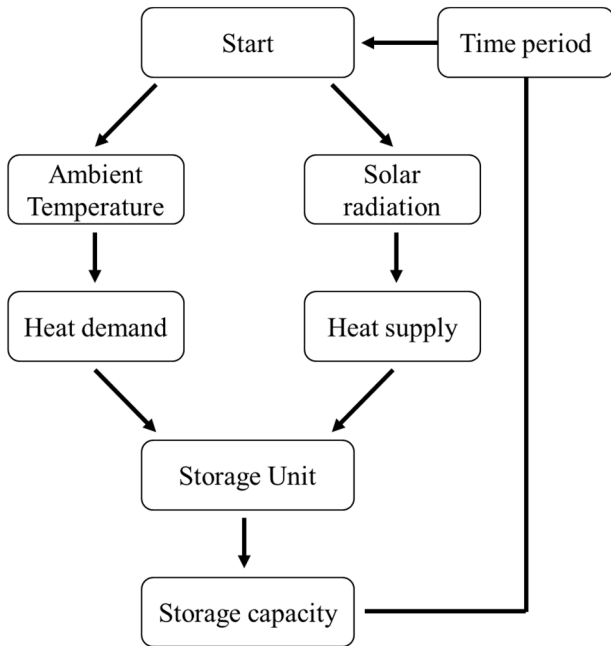 Start
Time period
Ambient
Temperature
Solar
radiation
Heat demand
Heat supply
Storage Unit
Storage capacity